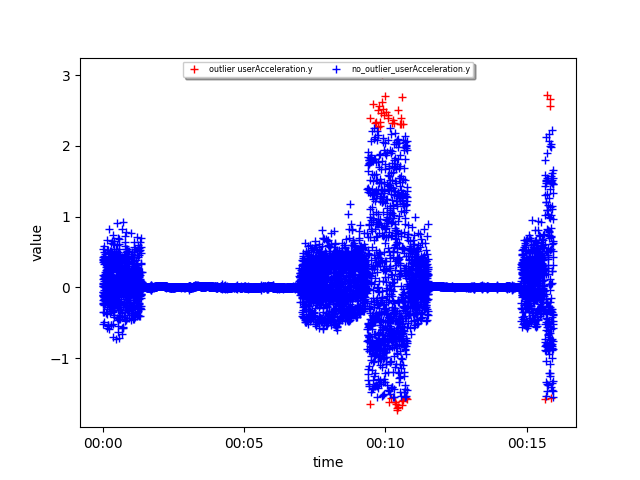 outlier userAcceleration.y no_outlier_userAcceleration.y
3
2
1
0
−1
value
00:00 00:05 00:10 00:15
time